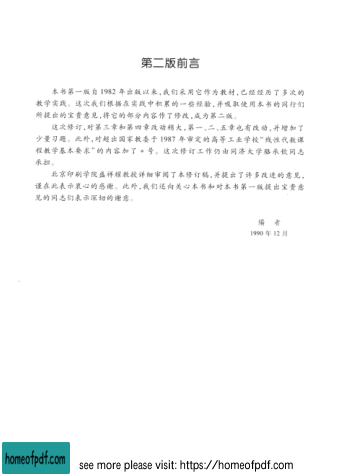 第二版前言
本书第一版自1982年出版以来,我们采用它作为教材,已经经历了多次的
教学实践。这次我们根据在实践中积累的一些经验,并吸取使用本书的同行们
所提出的宝贵意见,将它的部分内容作了修改,成为第二版。
这次修订,对第三章和第四章改动稍大,第一、二、五章也有改动,并增加了
少量习题。此外,对超出国家教委于1987年审定的高等工业学校“线性代数课
程教学基本要求”的内容加了*号。这次修订工作仍由同济大学骆承钦同志
承担。
北京印刷学院盛祥耀教授详细审阅了本修订稿,并提出了许多改进的意见,
谨在此表示衷心的感谢。此外,我们还向关心本书和对本书第一版提出宝贵意
见的同志们表示深切的谢意。
编 者
1990年12月
homeofpdf.com
see more please visit: https://homeofpdf.com